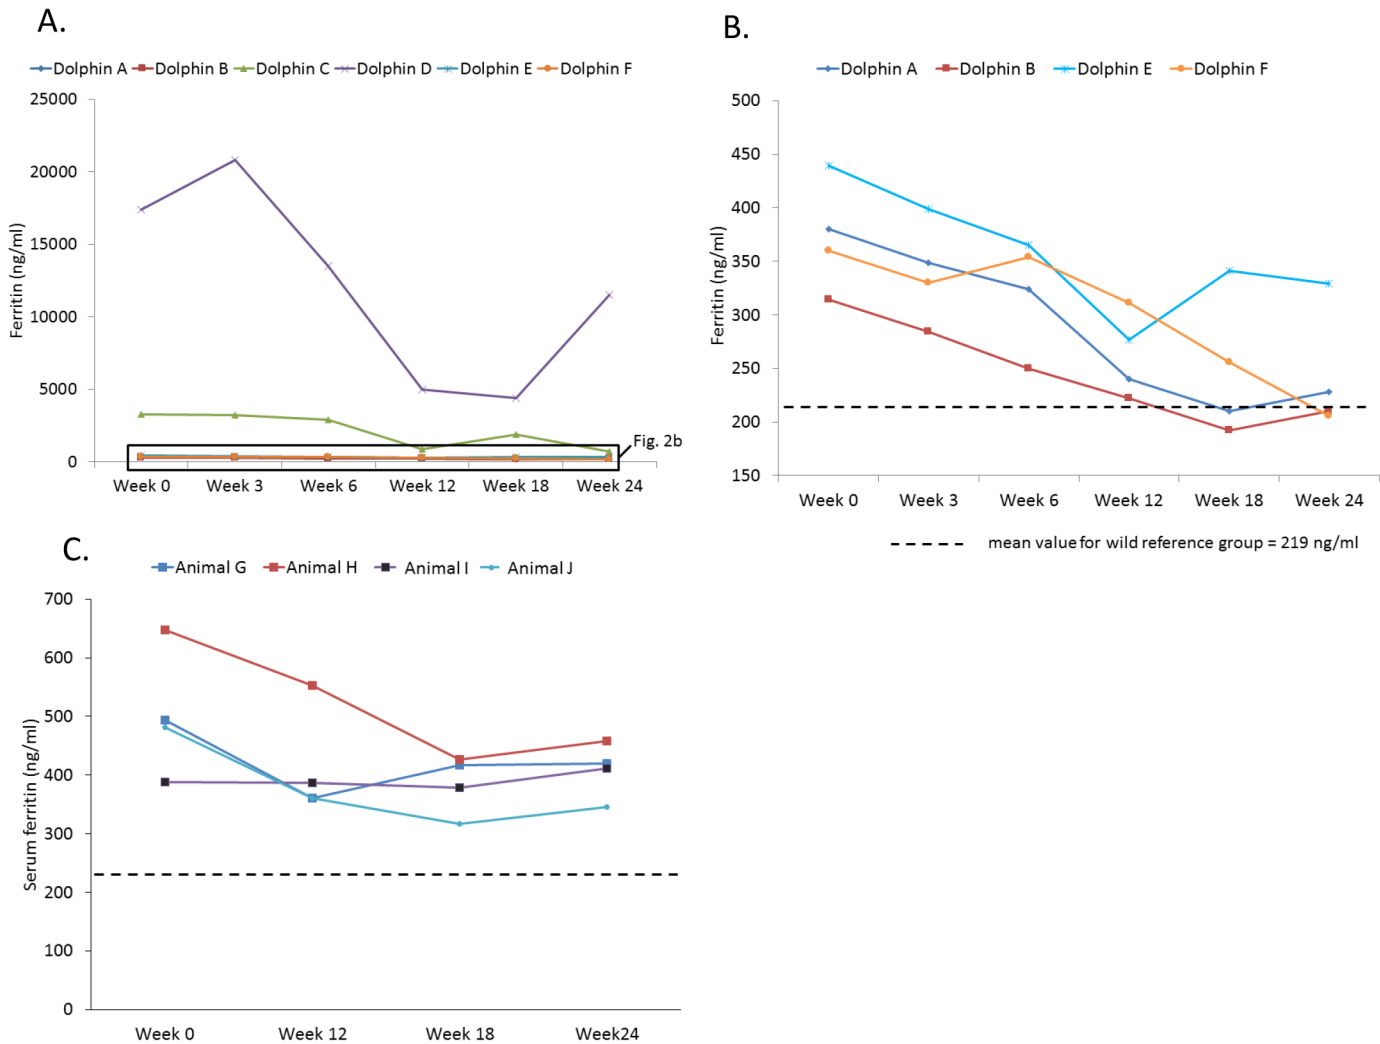 A.
Dolphin A Dolphin B Dolphin C Dolphin D Dolphin E Dolphin F
25000
20000
15000
10000
5000
0
Ferritin (ng/ml)
Fig. 2b
Week 0 Week 3 Week 6 Week 12 Week 18 Week 24
B.
Dolphin A Dolphin B Dolphin E Dolphin F
500
450
400
350
300
250
200
150
Ferritin (ng/ml)
Week 0 Week 3 Week 6 Week 12 Week 18 Week 24
mean value for wild reference group = 219 ng/ml
C.
Animal G Animal H Animal I Animal J
700
600
500
400
300
200
100
0
Serum ferritin (ng/ml)
Week 0 Week 12 Week 18 Week24